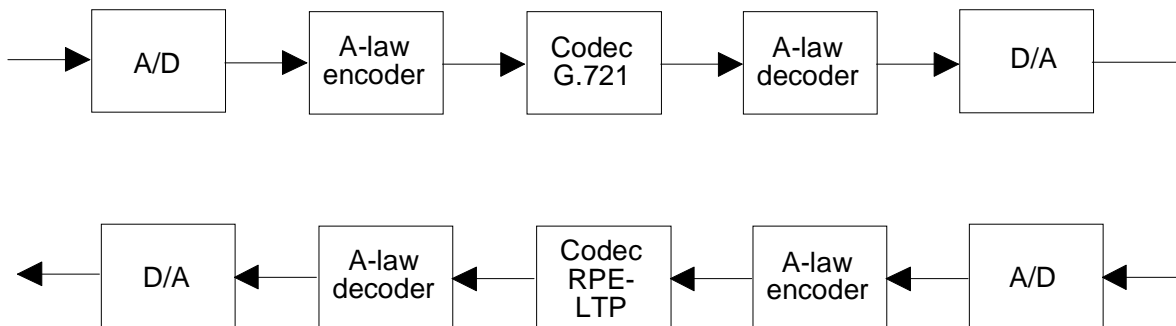 A/D
A-law
encoder
Codec
G.721
A-law
decoder
D/A
D/A
A-law
decoder
Codec
RPE-
LTP
A-law
encoder
A/D